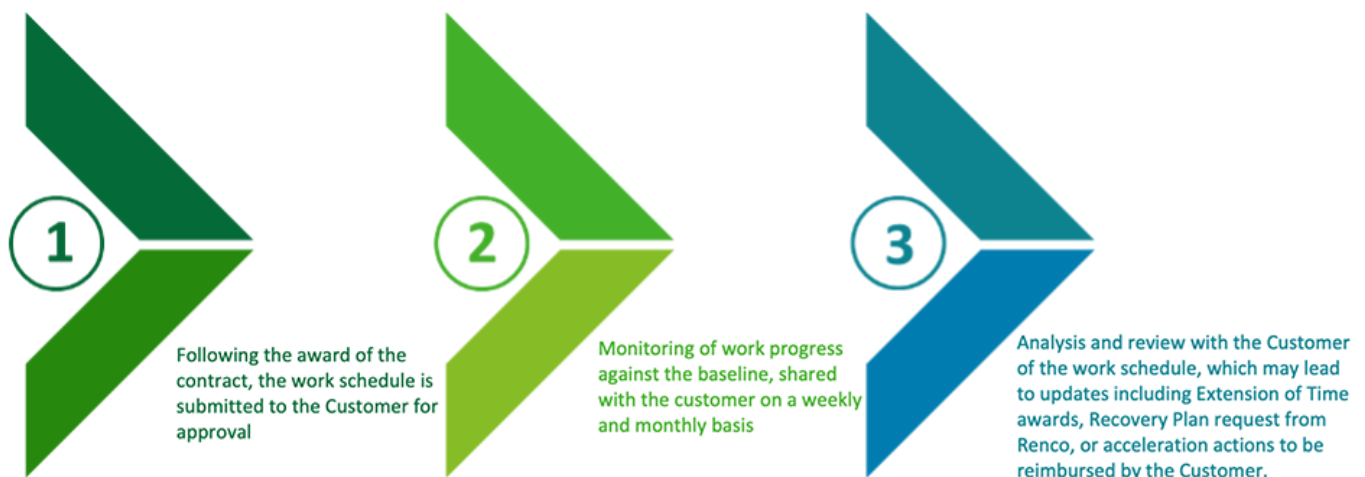 1
Following the award of the
contract, the work schedule is
submitted to the Customer for
approval
2
Monitoring of work progress
against the baseline, shared
with the customer on a weekly
and monthly basis
3
Analysis and review with the Customer
of the work schedule, which may lead
to updates including Extension of Time
awards, Recovery Plan request from
Renco, or acceleration actions to be
reimbursed by the Customer.